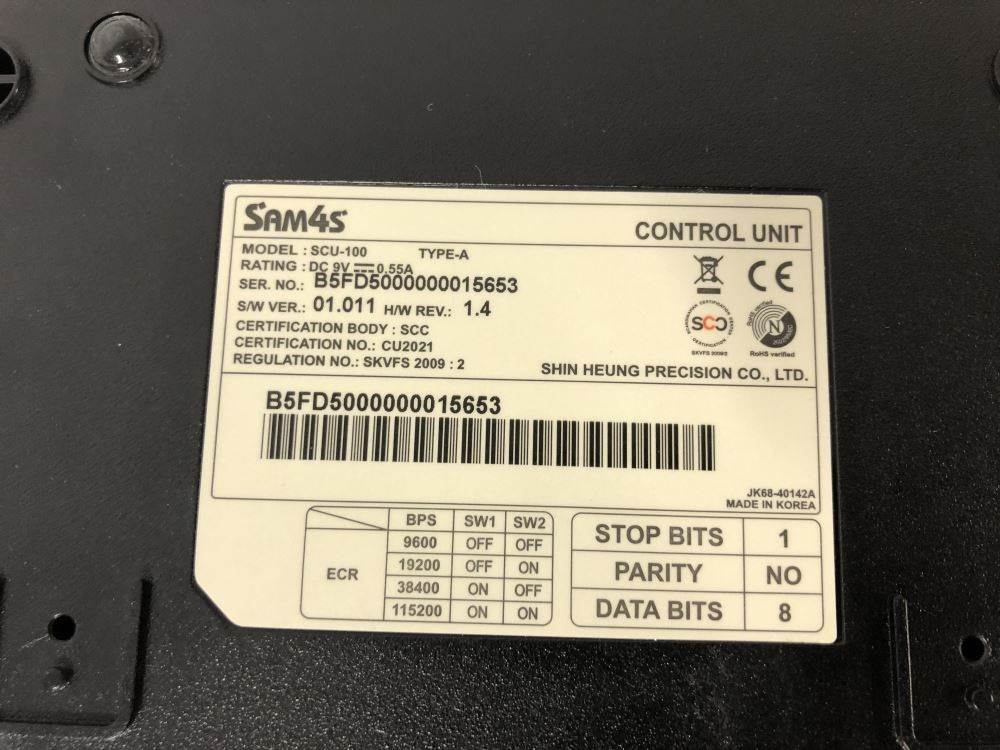 SAM4S
CONTROL UNIT
MODEL : SCU-100 TYPE-A
RATING : DC 9V 0.55A
SER. NO.: B5FD5000000015653
S/W VER.: 01.011 H/W REV.: 1.4
CERTIFICATION BODY : SCC
CERTIFICATION NO.: CU2021
REGULATION NO.: SKVFS 2009 : 2
CE
SCC
SKVFS 2009:2
N
RoHS verified
RoHS verified
SHIN HEUNG PRECISION CO., LTD.
B5FD5000000015653
JK68-40142A
MADE IN KOREA
BPS SW1 SW2
ECR
9600 OFF OFF
19200 OFF ON
38400 ON OFF
115200 ON ON
STOP BITS 1
PARITY NO
DATA BITS 8